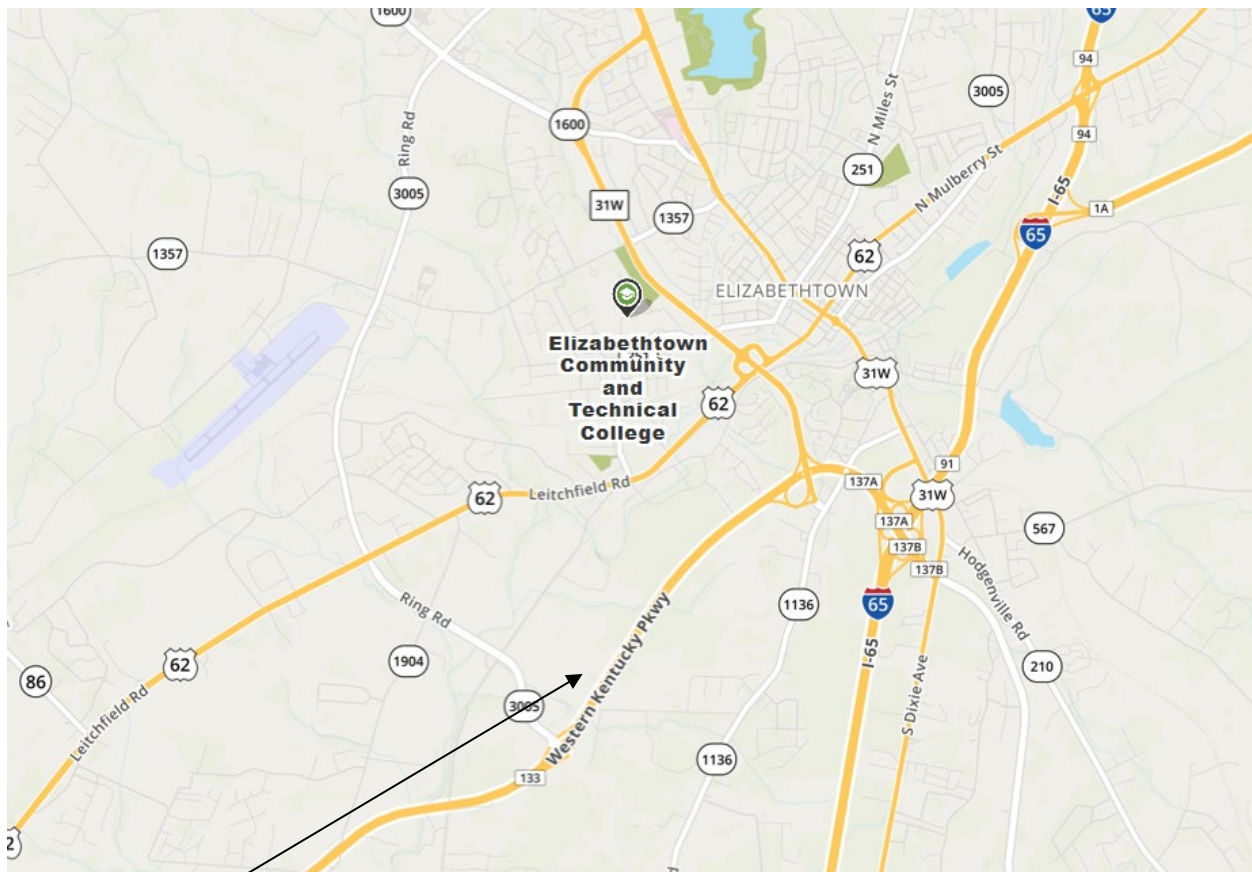 1600
65
94
3005
N Miles St
Ring Rd
1600
94
251
N Mulberry St
3005
31W
I-65
1A
1357
65
1357
62
ELIZABETHTOWN
Elizabethtown
Community
and
Technical
College
31W
62
91
137A
31W
62
Leitchfield Rd
137A
567
137B
137B
Hodgenville Rd
Ring Rd
1136
65
Western Kentucky Pkwy
I-65
62
1904
210
86
S Dixie Ave
3005
Leitchfield Rd
1136
133
2